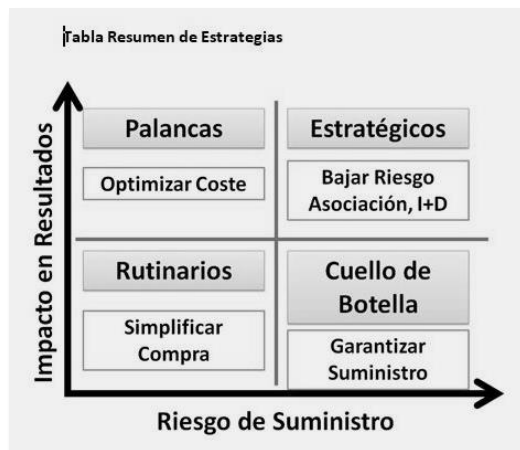 Tabla Resumen de Estrategias
Palancas
Estratégicos
Optimizar Coste
Bajar Riesgo
Asociación, I+D
Rutinarios
Cuello de
Botella
Simplificar
Compra
Garantizar
Suministro
Impacto en Resultados
Riesgo de Suministro